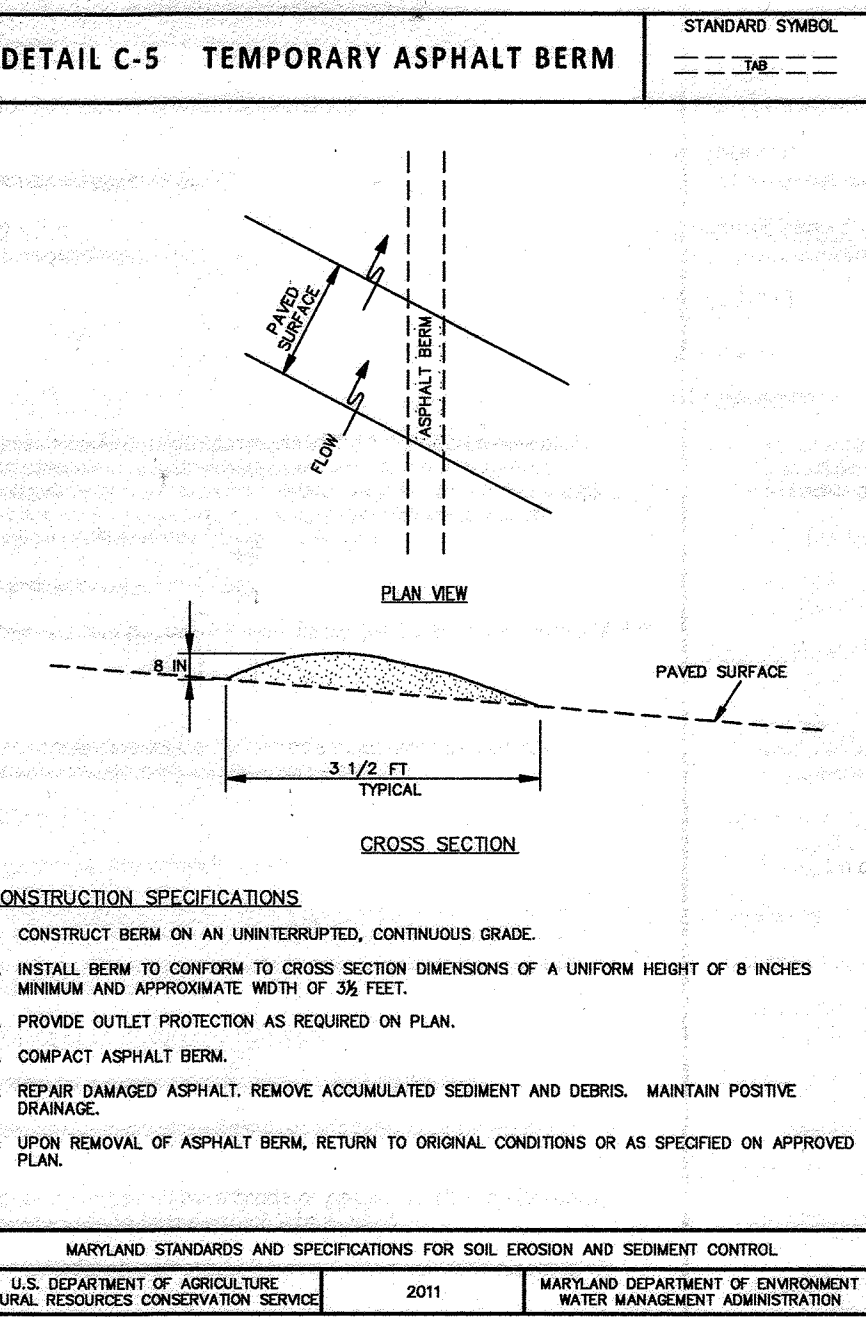 DETAIL C-5 TEMPORARY ASPHALT BERM
STANDARD SYMBOL
TAB
PAVED
SURFACE
ASPHALT BERM
FLOW
PLAN VIEW
8 IN
PAVED SURFACE
3 1/2 FT
TYPICAL
CROSS SECTION
ONSTRUCTION SPECIFICATIONS
CONSTRUCT BERM ON AN UNINTERRUPTED, CONTINUOUS GRADE.
INSTALL BERM TO CONFORM TO CROSS SECTION DIMENSIONS OF A UNIFORM HEIGHT OF 8 INCHES
MINIMUM AND APPROXIMATE WIDTH OF 3½ FEET.
PROVIDE OUTLET PROTECTION AS REQUIRED ON PLAN.
COMPACT ASPHALT BERM.
REPAIR DAMAGED ASPHALT. REMOVE ACCUMULATED SEDIMENT AND DEBRIS. MAINTAIN POSITIVE
DRAINAGE.
UPON REMOVAL OF ASPHALT BERM, RETURN TO ORIGINAL CONDITIONS OR AS SPECIFIED ON APPROVED
PLAN.
MARYLAND STANDARDS AND SPECIFICATIONS FOR SOIL EROSION AND SEDIMENT CONTROL
U.S. DEPARTMENT OF AGRICULTURE
URAL RESOURCES CONSERVATION SERVICE
2011
MARYLAND DEPARTMENT OF ENVIRONMENT
WATER MANAGEMENT ADMINISTRATION